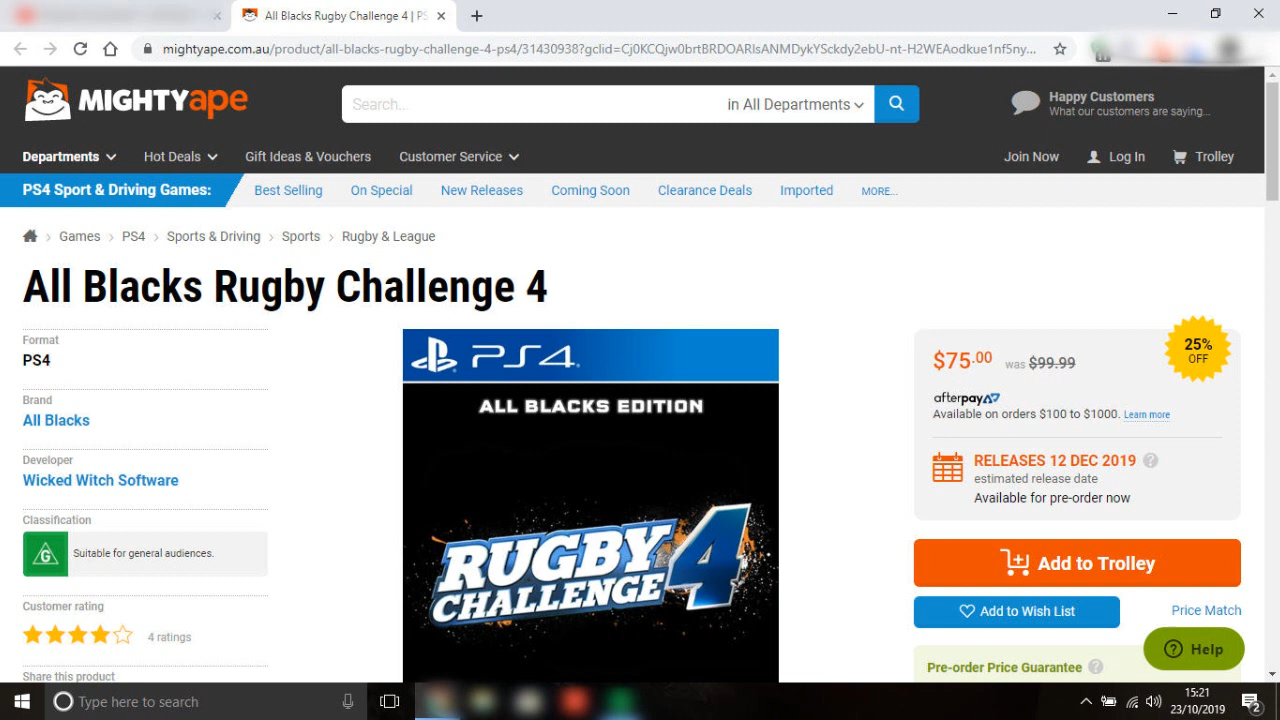 All Blacks Rugby Challenge 4 | PS
mightyape.com.au/product/all-blacks-rugby-challenge-4-ps4/31430938?gclid=Cj0KCQjw0brtBRDOARIsANMDykYSckdy2ebU-nt-H2WEAodkue1nf5ny...
MIGHTYape
Search...
in All Departments
Happy Customers
What our customers are saying...
Departments
Hot Deals
Gift Ideas & Vouchers
Customer Service
Join Now
Log In
Trolley
PS4 Sport & Driving Games:
Best Selling
On Special
New Releases
Coming Soon
Clearance Deals
Imported
MORE...
Games
PS4
Sports & Driving
Sports
Rugby & League
All Blacks Rugby Challenge 4
Format
PS4
Brand
All Blacks
Developer
Wicked Witch Software
Classification
G
Suitable for general audiences.
Customer rating
4 ratings
Share this product
PS4
ALL BLACKS EDITION
RUGBY
CHALLENGE 4
25%
OFF
$75.00 was $99.99
afterpay
Available on orders $100 to $1000. Learn more
RELEASES 12 DEC 2019 ?
estimated release date
Available for pre-order now
Add to Trolley
Add to Wish List
Price Match
Pre-order Price Guarantee ?
? Help
Type here to search
15:21
23/10/2019
2